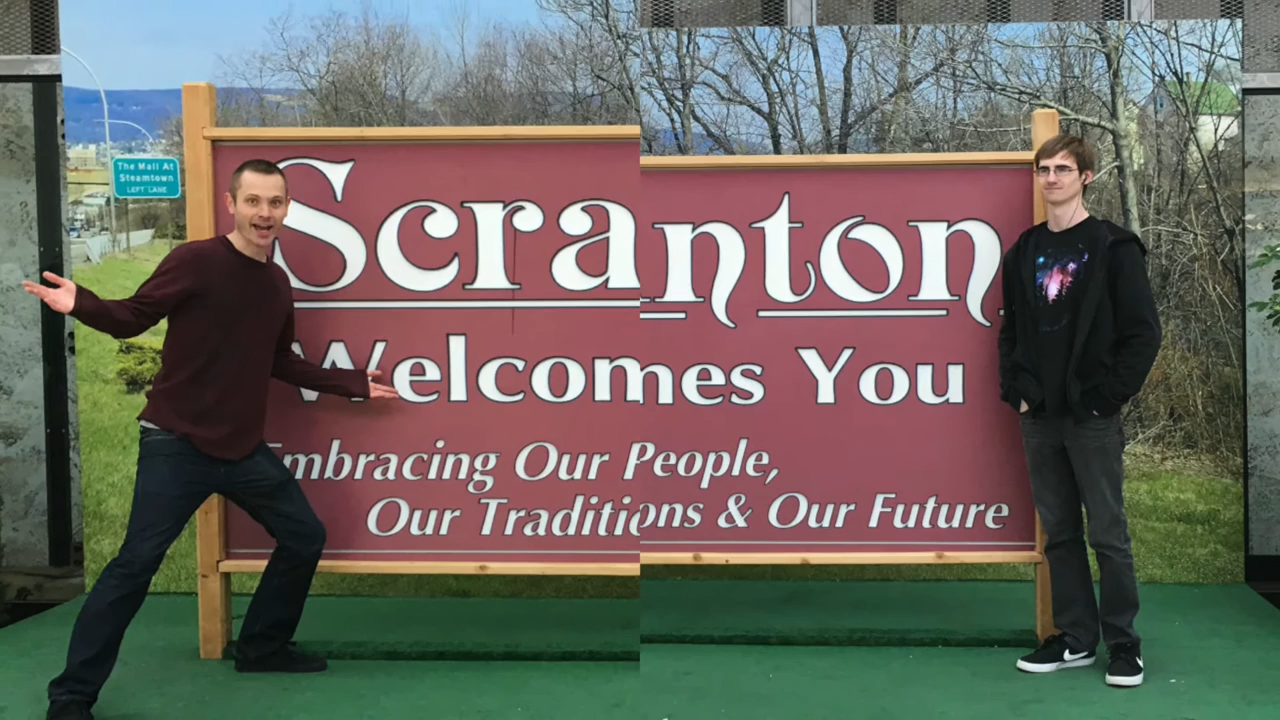 The Mall At
Steamtown
LEFT LANE
Scranton
Welcomes You
Embracing Our People,
Our Traditions & Our Future